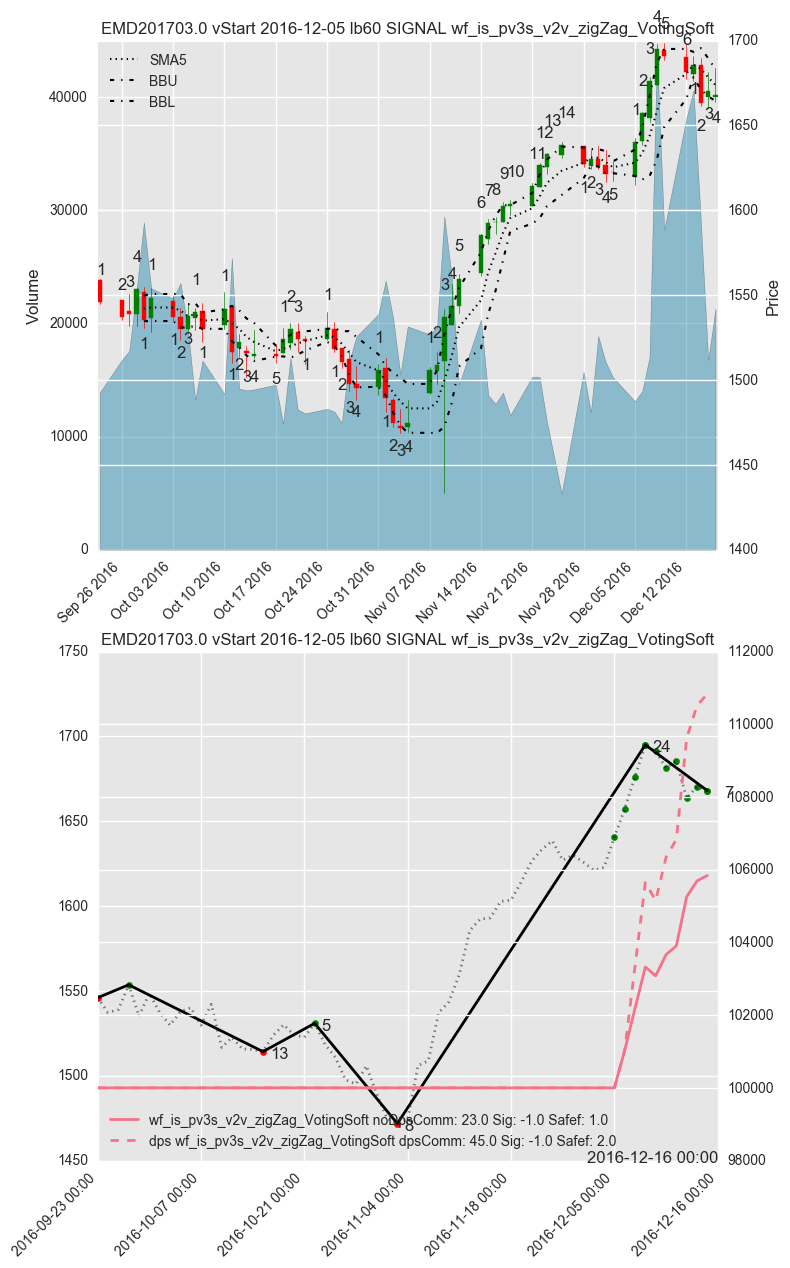 EMD201703.0 vStart 2016-12-05 lb60 SIGNAL wf_is_pv3s_v2v_zigZag_VotingSoft
SMA5
BBU
BBL
40000
30000
20000
10000
0
Volume
1700
1650
1600
1550
1500
1450
1400
Price
Sep 26 2016
Oct 03 2016
Oct 10 2016
Oct 17 2016
Oct 24 2016
Oct 31 2016
Nov 07 2016
Nov 14 2016
Nov 21 2016
Nov 28 2016
Dec 05 2016
Dec 12 2016
EMD201703.0 vStart 2016-12-05 lb60 SIGNAL wf_is_pv3s_v2v_zigZag_VotingSoft
1750
1700
1650
1600
1550
1500
1450
112000
110000
108000
106000
104000
102000
100000
98000
13
5
8
24
7
wf_is_pv3s_v2v_zigZag_VotingSoft noDpsComm: 23.0 Sig: -1.0 Safef: 1.0
dps wf_is_pv3s_v2v_zigZag_VotingSoft dpsComm: 45.0 Sig: -1.0 Safef: 2.0
2016-12-16 00:00
2016-09-23 00:00
2016-10-07 00:00
2016-10-21 00:00
2016-11-04 00:00
2016-11-18 00:00
2016-12-05 00:00
2016-12-16 00:00